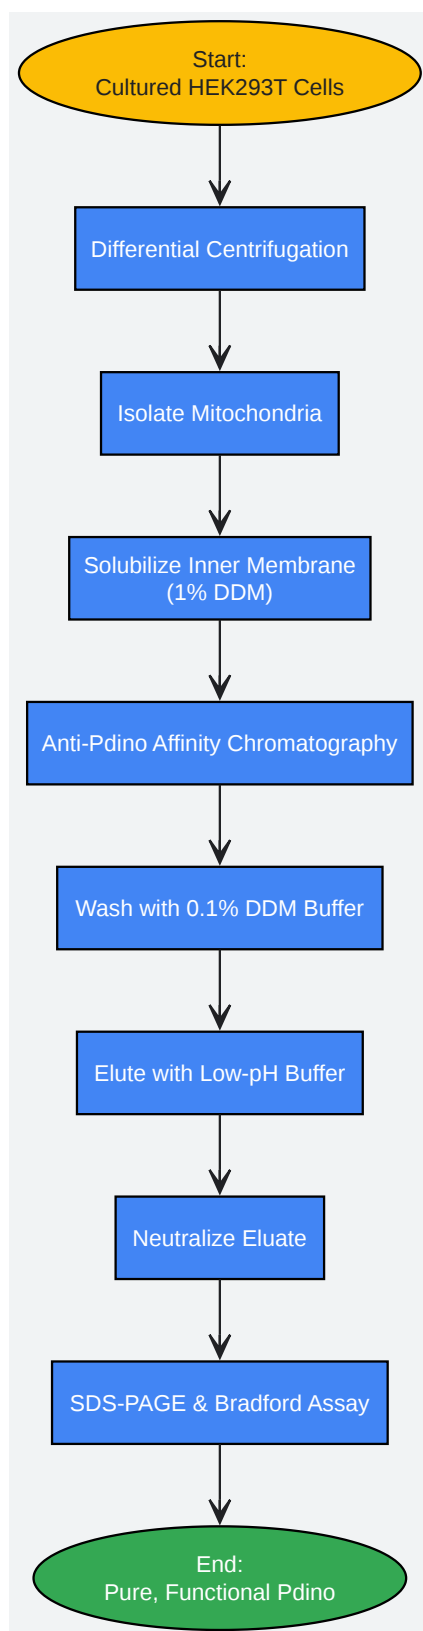 Start:
Cultured HEK293T Cells
Differential Centrifugation
Isolate Mitochondria
Solubilize Inner Membrane
(1% DDM)
Anti-Pdino Affinity Chromatography
Wash with 0.1% DDM Buffer
Elute with Low-pH Buffer
Neutralize Eluate
SDS-PAGE & Bradford Assay
End:
Pure, Functional Pdino